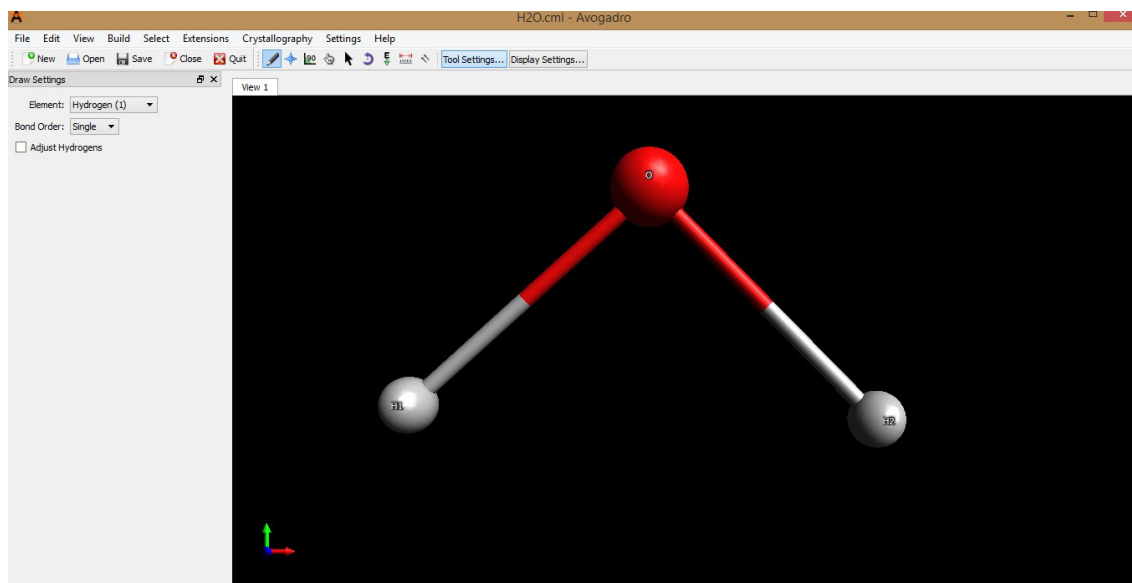 H2O.cml - Avogadro
File Edit View Build Select Extensions Crystallography Settings Help
New Open Save Close Quit Tool Settings... Display Settings...
Draw Settings
View 1
Element: Hydrogen (1)
Bond Order: Single
Adjust Hydrogens
O
H1
H2